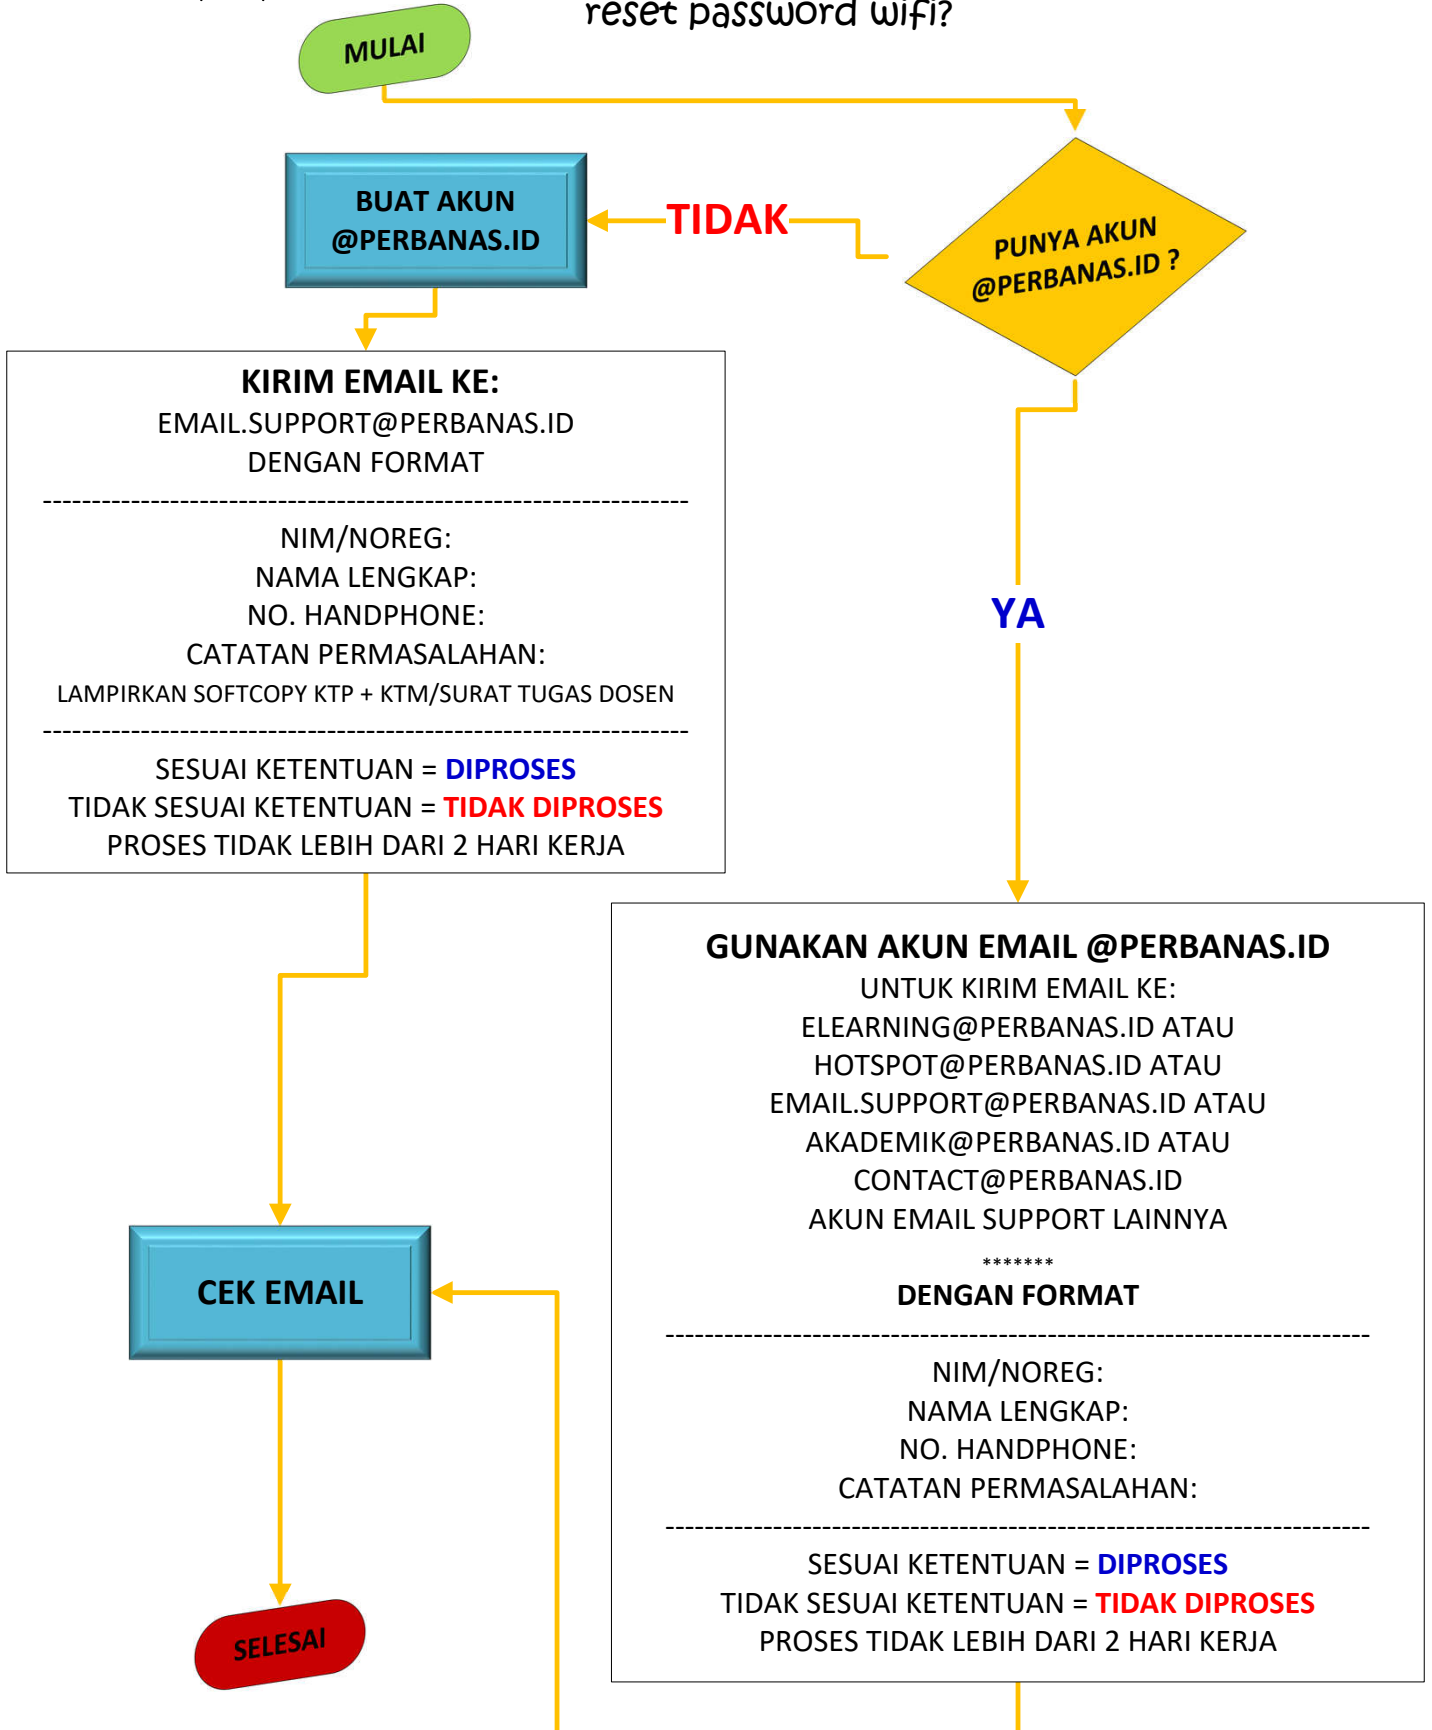 reset password wifi?
MULAI
PUNYA AKUN
@PERBANAS.ID ?
TIDAK
BUAT AKUN
@PERBANAS.ID
KIRIM EMAIL KE:
EMAIL.SUPPORT@PERBANAS.ID
DENGAN FORMAT
-------------------------------------------------------------------
NIM/NOREG:
NAMA LENGKAP:
NO. HANDPHONE:
CATATAN PERMASALAHAN:
LAMPIRKAN SOFTCOPY KTP + KTM/SURAT TUGAS DOSEN
-------------------------------------------------------------------
SESUAI KETENTUAN = DIPROSES
TIDAK SESUAI KETENTUAN = TIDAK DIPROSES
PROSES TIDAK LEBIH DARI 2 HARI KERJA
YA
GUNAKAN AKUN EMAIL @PERBANAS.ID
UNTUK KIRIM EMAIL KE:
ELEARNING@PERBANAS.ID ATAU
HOTSPOT@PERBANAS.ID ATAU
EMAIL.SUPPORT@PERBANAS.ID ATAU
AKADEMIK@PERBANAS.ID ATAU
CONTACT@PERBANAS.ID
AKUN EMAIL SUPPORT LAINNYA
*******
DENGAN FORMAT
-------------------------------------------------------------------------
NIM/NOREG:
NAMA LENGKAP:
NO. HANDPHONE:
CATATAN PERMASALAHAN:
-------------------------------------------------------------------------
SESUAI KETENTUAN = DIPROSES
TIDAK SESUAI KETENTUAN = TIDAK DIPROSES
PROSES TIDAK LEBIH DARI 2 HARI KERJA
CEK EMAIL
SELESAI